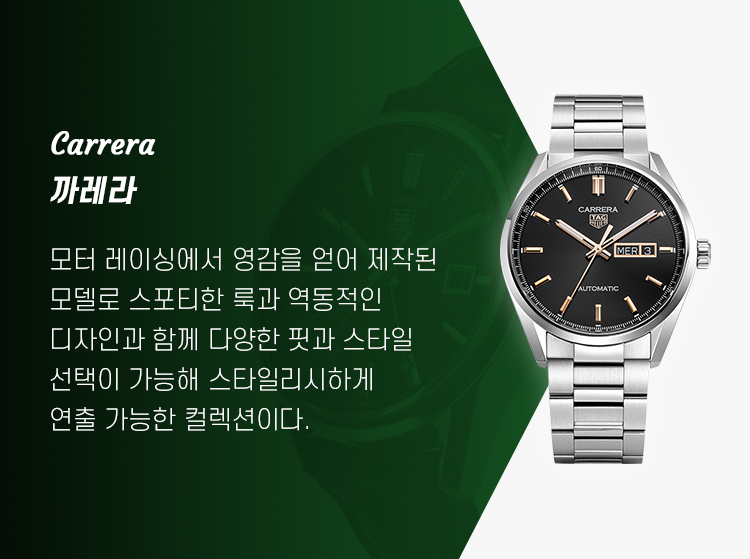 Carrera
까레라
모터 레이싱에서 영감을 얻어 제작된
모델로 스포티한 룩과 역동적인
디자인과 함께 다양한 핏과 스타일
선택이 가능해 스타일리시하게
연출 가능한 컬렉션이다.
60
CARRERA
TAG
HEUER
MER 3
AUTOMATIC